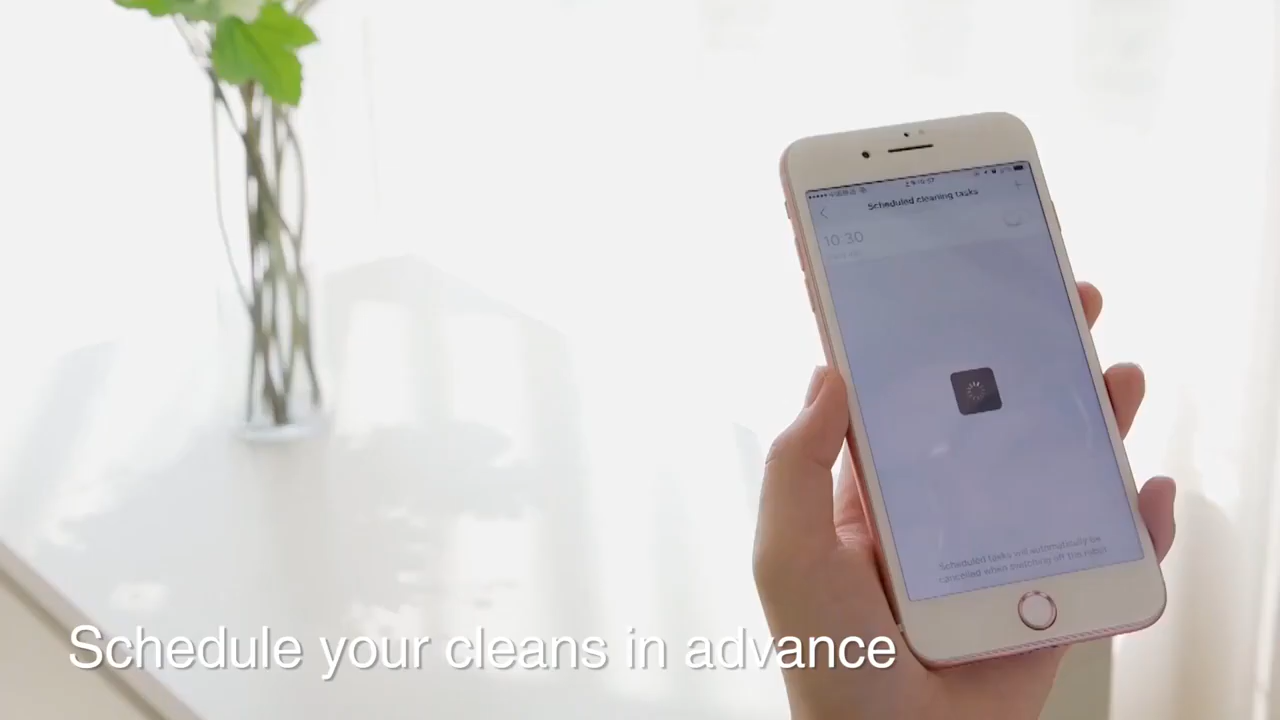 Scheduled cleaning tasks
10:30
Scheduled tasks will automatically be
cancelled when switching off the robot
Schedule your cleans in advance